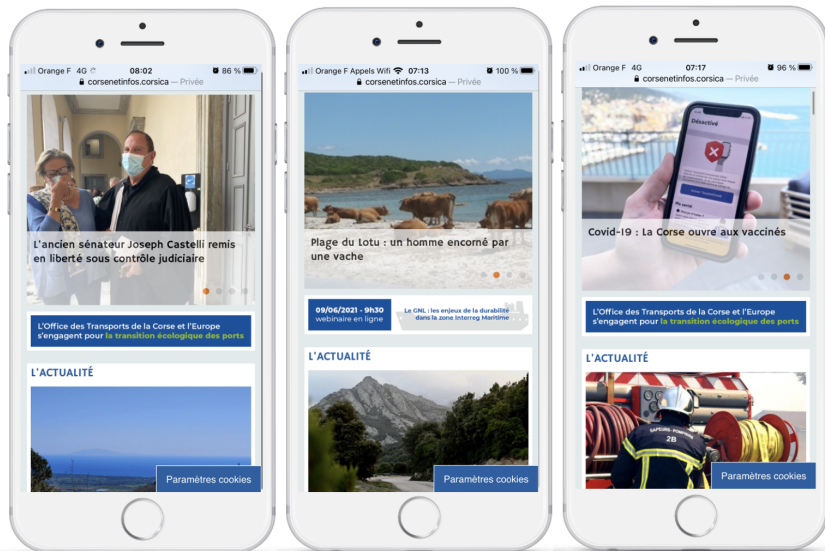 Orange F 4G 08:02 86 %
corsenetinfos.corsica — Privée
L'ancien sénateur Joseph Castelli remis
en liberté sous contrôle judiciaire
L'Office des Transports de la Corse et l'Europe
s'engagent pour la transition écologique des ports
L'ACTUALITÉ
Paramètres cookies
Orange F Appels Wifi 07:13 100 %
corsenetinfos.corsica — Privée
Plage du Lotu : un homme encorné par
une vache
09/06/2021 - 9h30
webinaire en ligne
Le GNL : les enjeux de la durabilité
dans la zone Interreg Maritime
L'ACTUALITÉ
Paramètres cookies
Orange F 4G 07:17 96 %
corsenetinfos.corsica — Privée
Désactivé
Covid-19 : La Corse ouvre aux vaccinés
L'Office des Transports de la Corse et l'Europe
s'engagent pour la transition écologique des ports
L'ACTUALITÉ
SAPEURS-POMPIERS
2B
Paramètres cookies